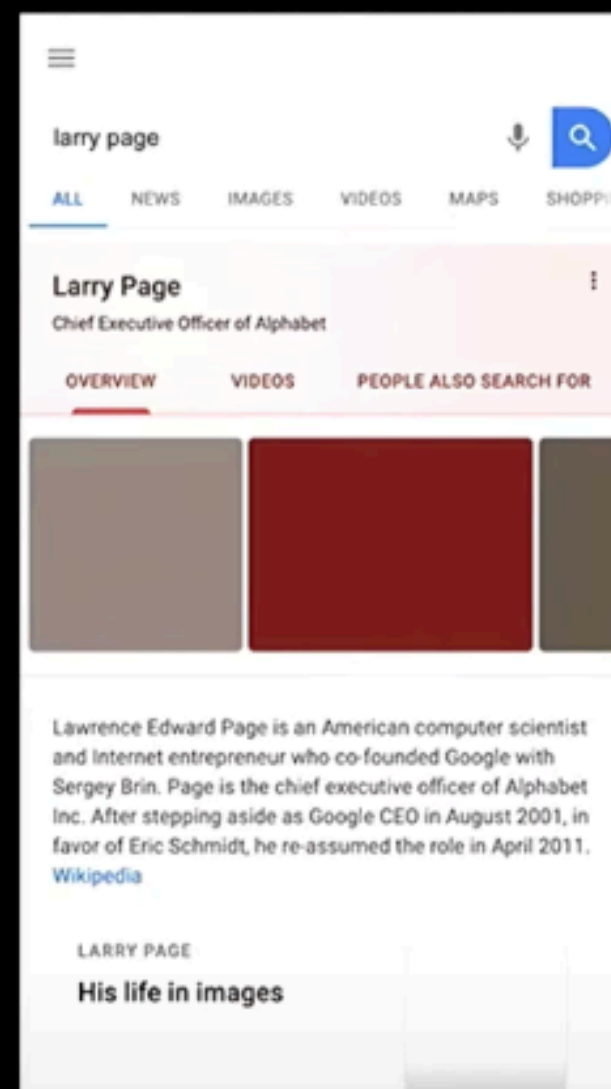 larry page
ALL NEWS IMAGES VIDEOS MAPS SHOPPI
Larry Page
Chief Executive Officer of Alphabet
OVERVIEW VIDEOS PEOPLE ALSO SEARCH FOR
Lawrence Edward Page is an American computer scientist
and Internet entrepreneur who co-founded Google with
Sergey Brin. Page is the chief executive officer of Alphabet
Inc. After stepping aside as Google CEO in August 2001, in
favor of Eric Schmidt, he re-assumed the role in April 2011.
Wikipedia
LARRY PAGE
His life in images